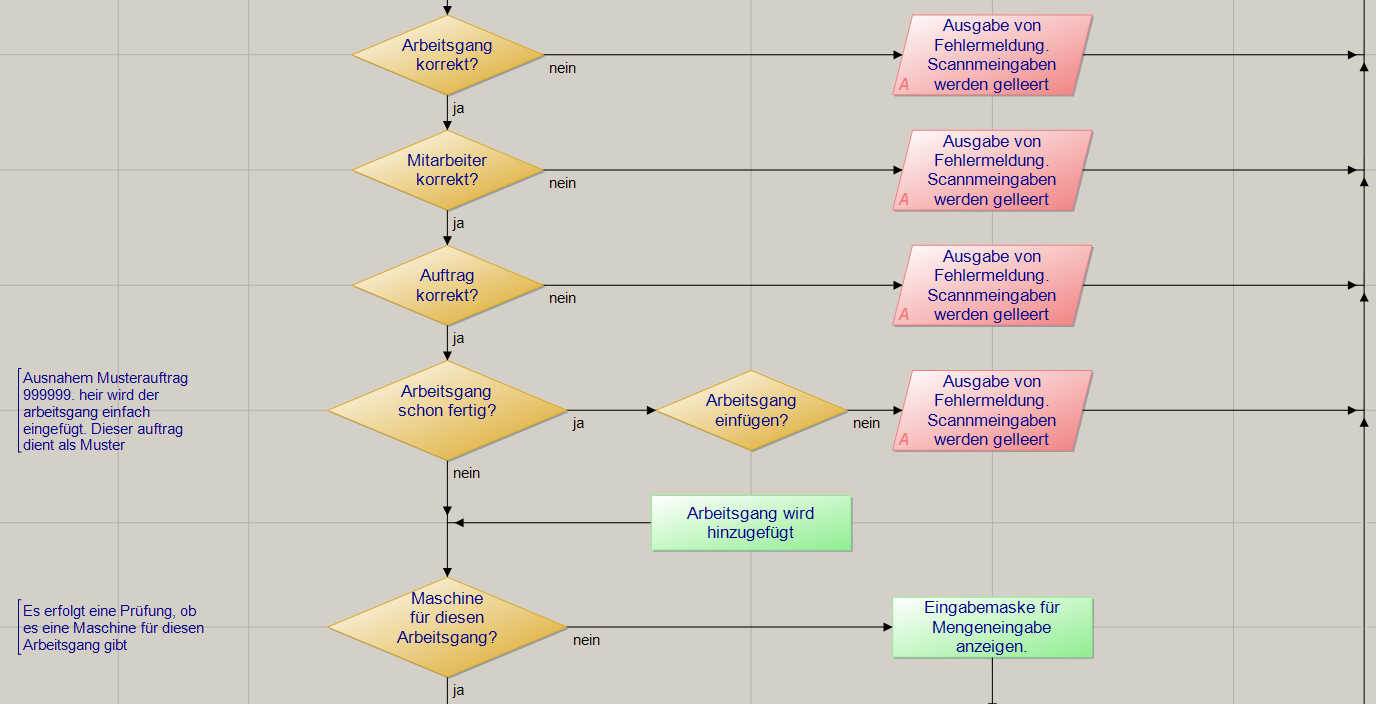 Arbeitsgang
korrekt?
nein
Ausgabe von
Fehlermeldung.
Scannmeingaben
werden gelleert
A
ja
Mitarbeiter
korrekt?
nein
Ausgabe von
Fehlermeldung.
Scannmeingaben
werden gelleert
A
ja
Auftrag
korrekt?
nein
Ausgabe von
Fehlermeldung.
Scannmeingaben
werden gelleert
A
ja
Ausnahem Musterauftrag
999999. heir wird der
arbeitsgang einfach
eingefügt. Dieser auftrag
dient als Muster
Arbeitsgang
schon fertig?
ja
Arbeitsgang
einfügen?
nein
Ausgabe von
Fehlermeldung.
Scannmeingaben
werden gelleert
A
nein
Arbeitsgang wird
hinzugefügt
Es erfolgt eine Prüfung, ob
es eine Maschine für diesen
Arbeitsgang gibt
Maschine
für diesen
Arbeitsgang?
nein
Eingabemaske für
Mengeneingabe
anzeigen.
ja